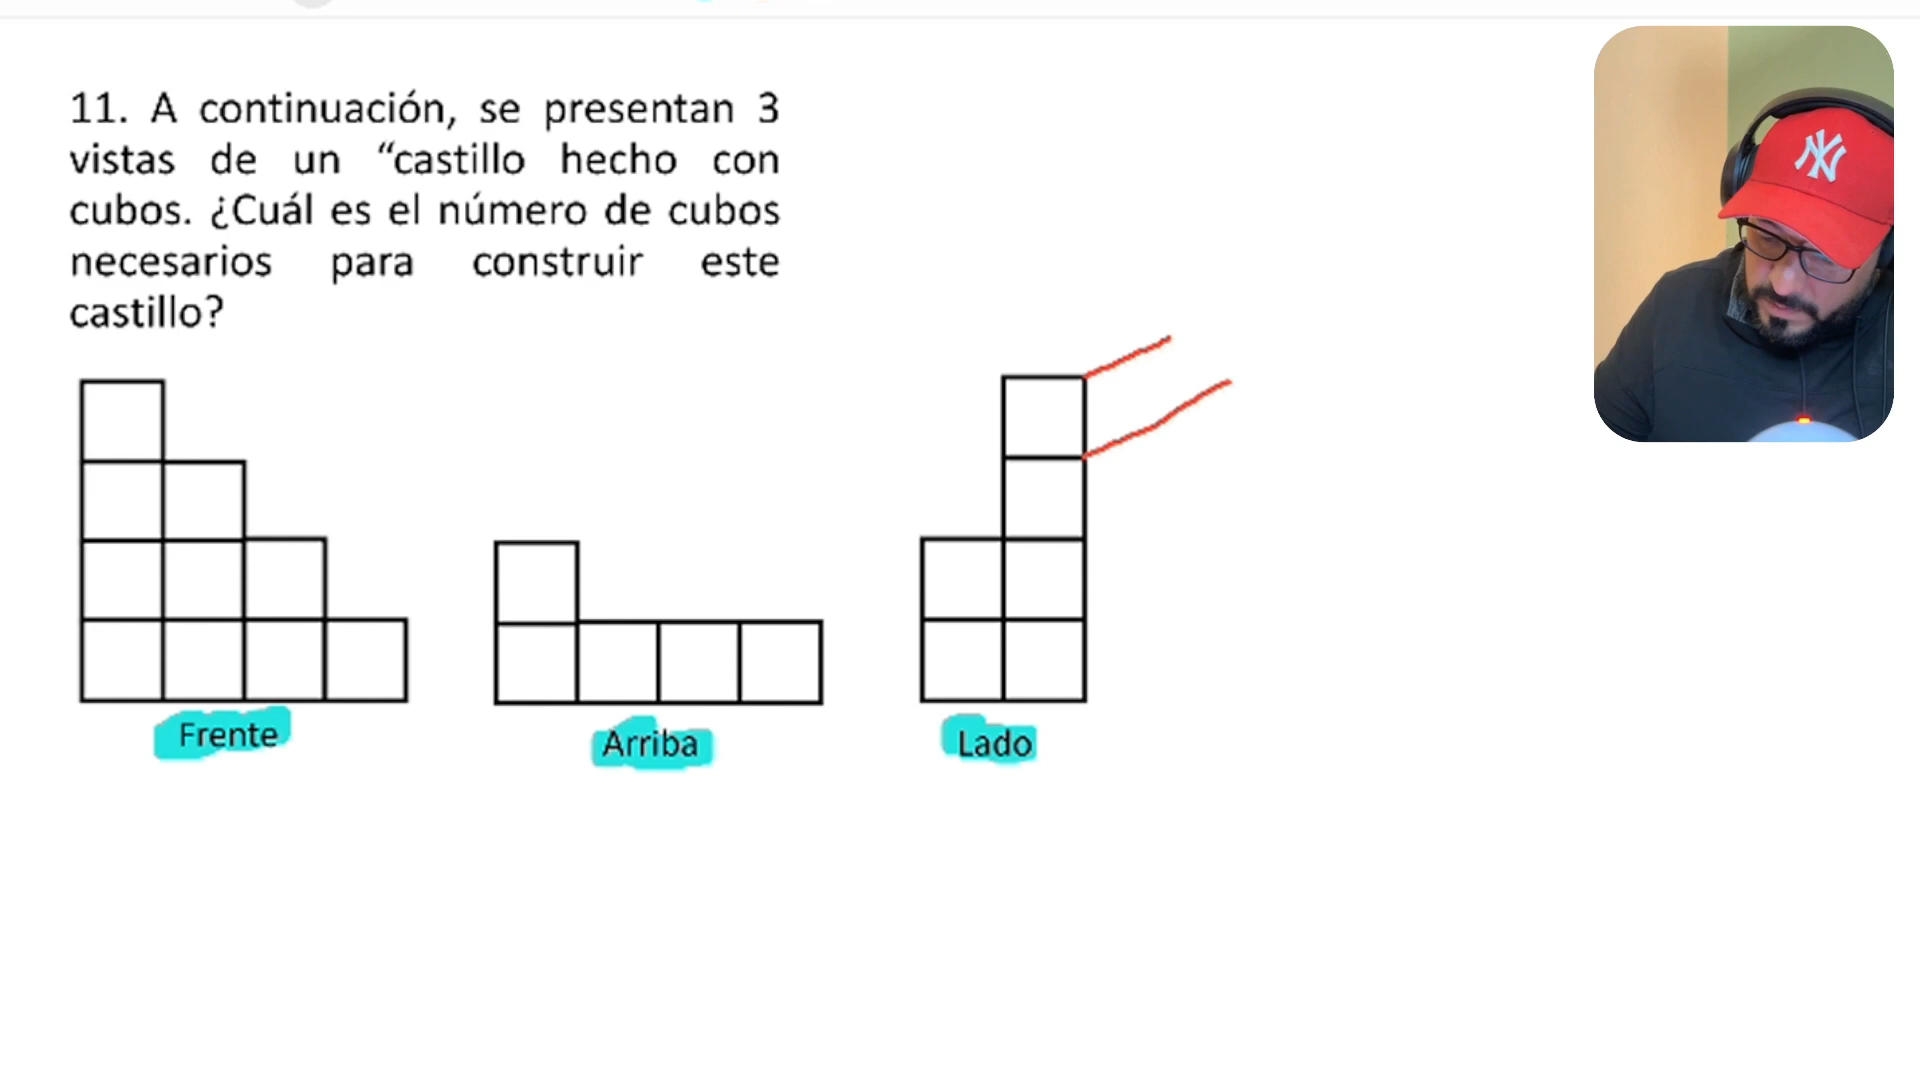 11. A continuación, se presentan 3
vistas de un “castillo hecho con
cubos. ¿Cuál es el número de cubos
necesarios para construir este
castillo?
Frente
Arriba
Lado
NY